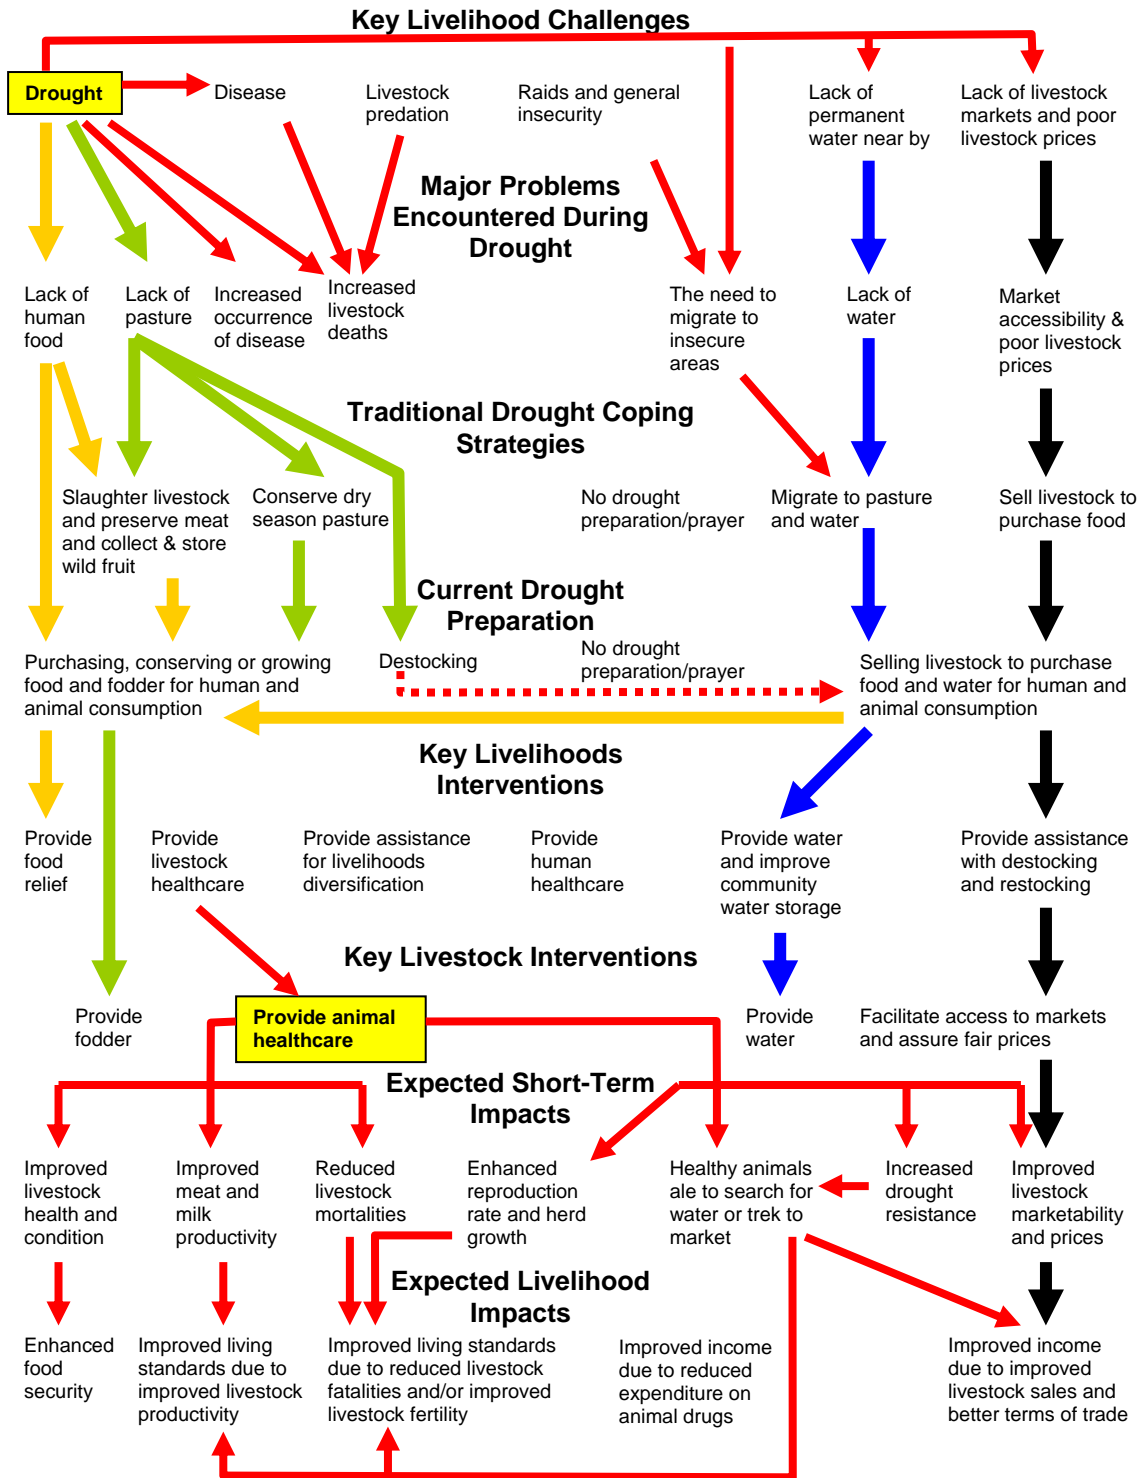 Key Livelihood Challenges
Drought
Disease
Livestock
predation
Raids and general
insecurity
Lack of
permanent
water near by
Lack of livestock
markets and poor
livestock prices
Major Problems
Encountered During
Drought
Lack of
human
food
Lack of
pasture
Increased
occurrence
of disease
Increased
livestock
deaths
The need to
migrate to
insecure
areas
Lack of
water
Market
accessibility &
poor livestock
prices
Traditional Drought Coping
Strategies
Slaughter livestock
and preserve meat
and collect & store
wild fruit
Conserve dry
season pasture
No drought
preparation/prayer
Migrate to pasture
and water
Sell livestock to
purchase food
Current Drought
Preparation
Purchasing, conserving or growing
food and fodder for human and
animal consumption
Destocking
No drought
preparation/prayer
Selling livestock to purchase
food and water for human and
animal consumption
Key Livelihoods
Interventions
Provide
food
relief
Provide
livestock
healthcare
Provide assistance
for livelihoods
diversification
Provide
human
healthcare
Provide water
and improve
community
water storage
Provide assistance
with destocking
and restocking
Key Livestock Interventions
Provide
fodder
Provide animal
healthcare
Provide
water
Facilitate access to markets
and assure fair prices
Expected Short-Term
Impacts
Improved
livestock
health and
condition
Improved
meat and
milk
productivity
Reduced
livestock
mortalities
Enhanced
reproduction
rate and herd
growth
Healthy animals
ale to search for
water or trek to
market
Increased
drought
resistance
Improved
livestock
marketability
and prices
Expected Livelihood
Impacts
Enhanced
food
security
Improved living
standards due to
improved livestock
productivity
Improved living standards
due to reduced livestock
fatalities and/or improved
livestock fertility
Improved income
due to reduced
expenditure on
animal drugs
Improved income
due to improved
livestock sales and
better terms of trade